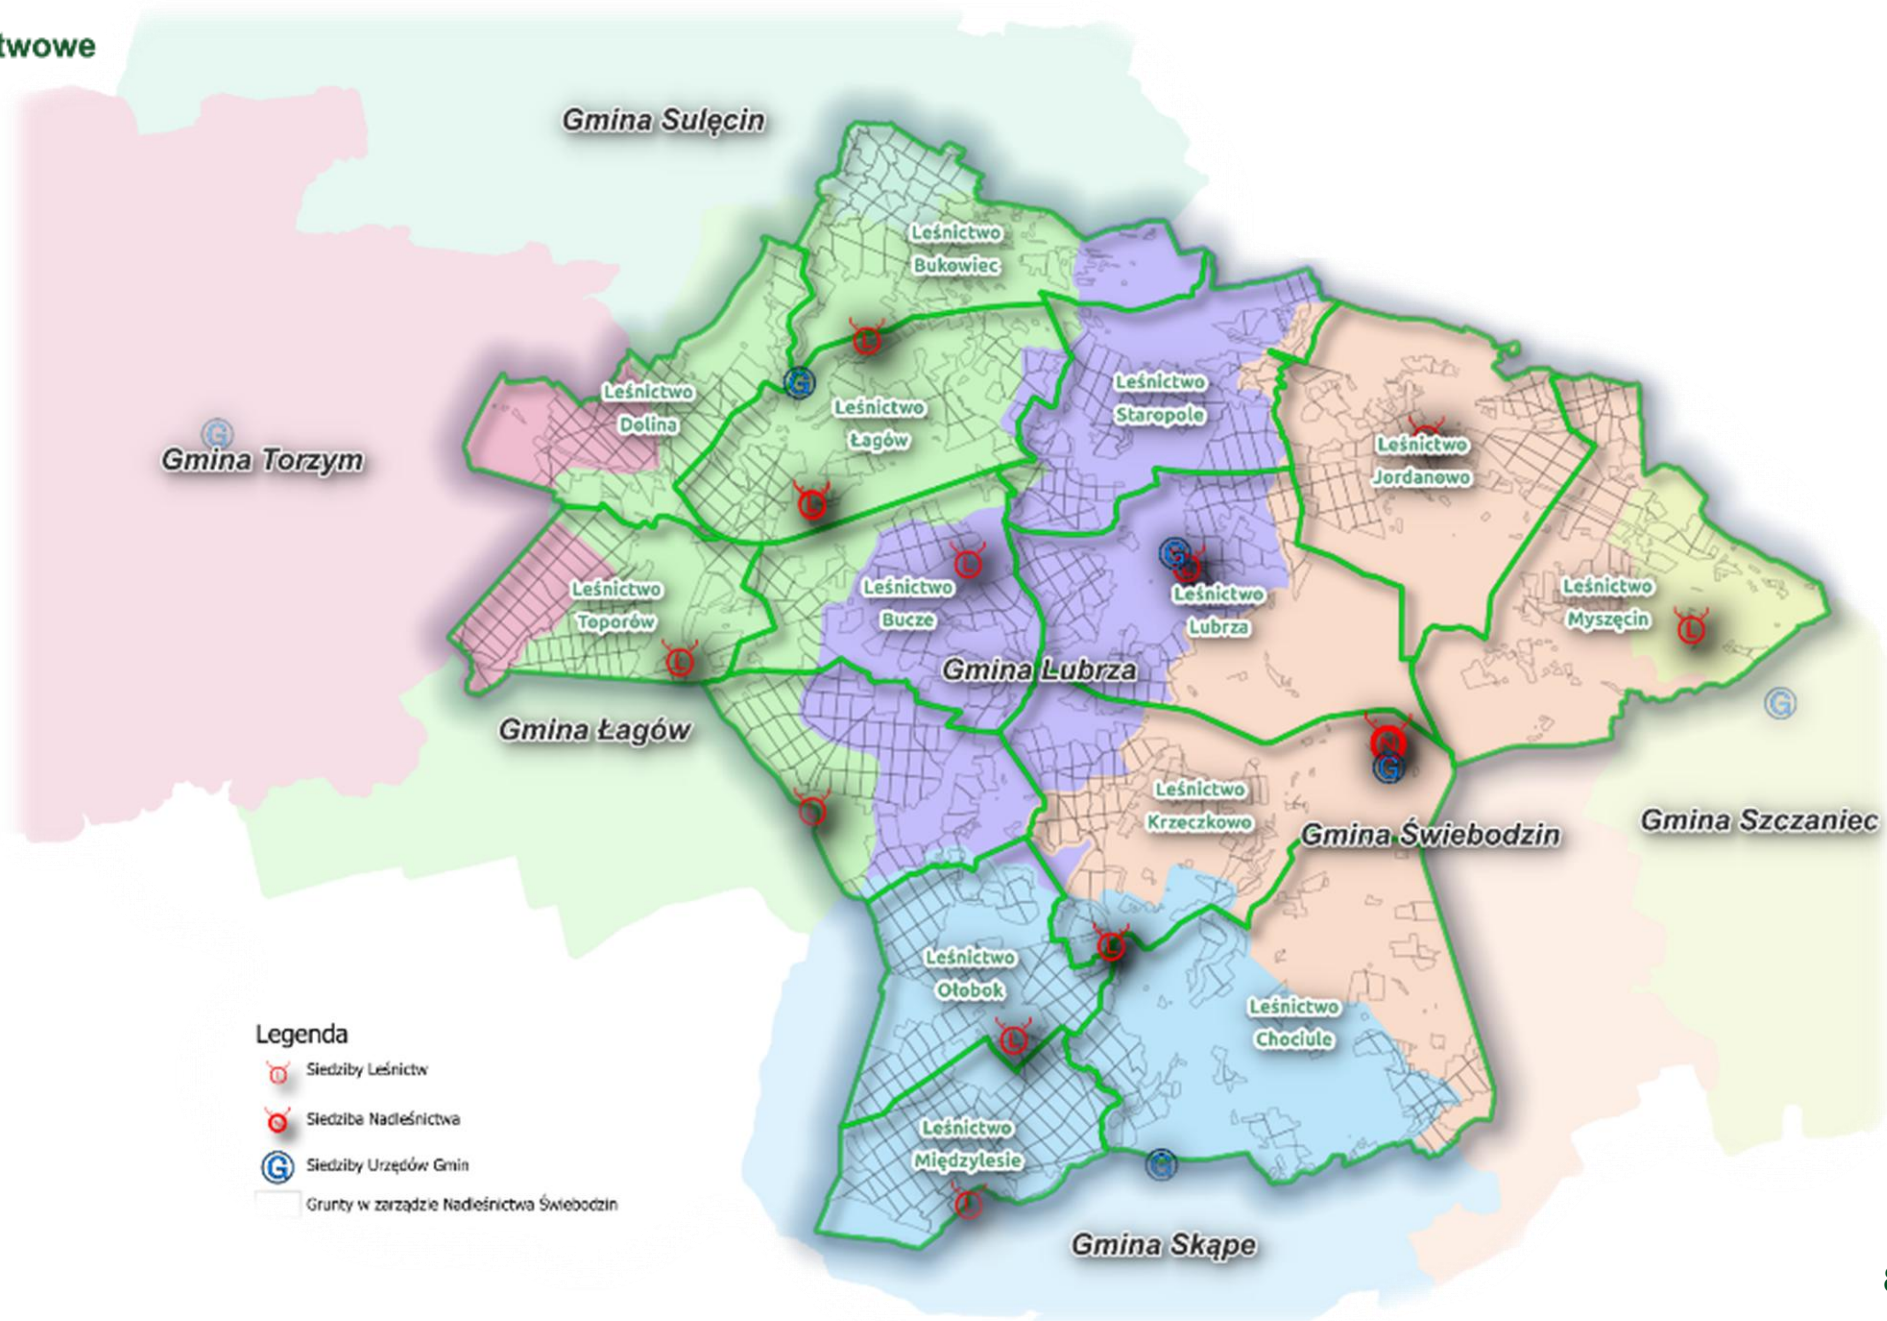 twowe
Gmina Sulęcin
Leśnictwo
Bukowiec
Leśnictwo
Dolina
Leśnictwo
Łagów
Leśnictwo
Staropole
Leśnictwo
Jordanowo
Gmina Torzym
G
G
L
L
Leśnictwo
Toporów
L
Leśnictwo
Bucze
L
G
Leśnictwo
Lubrza
Leśnictwo
Myszęcin
L
Gmina Lubrza
G
Gmina Łagów
G
Leśnictwo
Krzeczkowo
Gmina Świebodzin
Gmina Szczaniec
L
L
Leśnictwo
Ołobok
L
Leśnictwo
Chociule
Leśnictwo
Międzylesie
L
G
Gmina Skąpe
Legenda
L Siedziby Leśnictw
Siedziba Nadleśnictwa
G Siedziby Urzędów Gmin
Grunty w zarządzie Nadleśnictwa Świebodzin